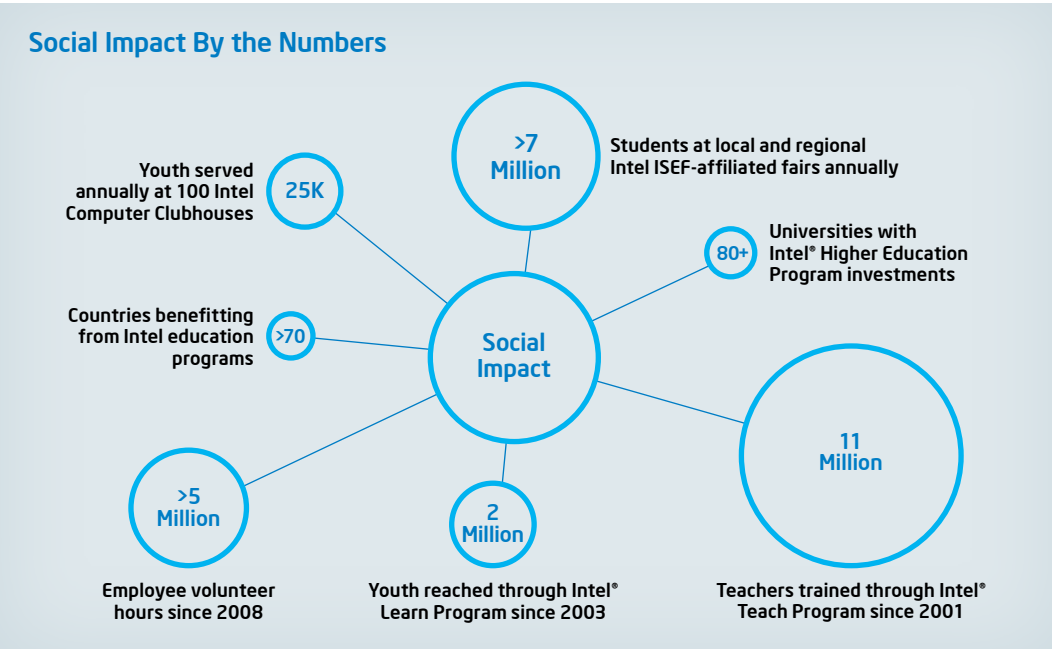 Social Impact By the Numbers
>7
Million
Students at local and regional
Intel ISEF-affiliated fairs annually
Youth served
annually at 100 Intel
Computer Clubhouses
25K
80+
Universities with
Intel® Higher Education
Program investments
Countries benefitting
from Intel education
programs
>70
Social
Impact
11
Million
>5
Million
2
Million
Employee volunteer
hours since 2008
Youth reached through Intel®
Learn Program since 2003
Teachers trained through Intel®
Teach Program since 2001